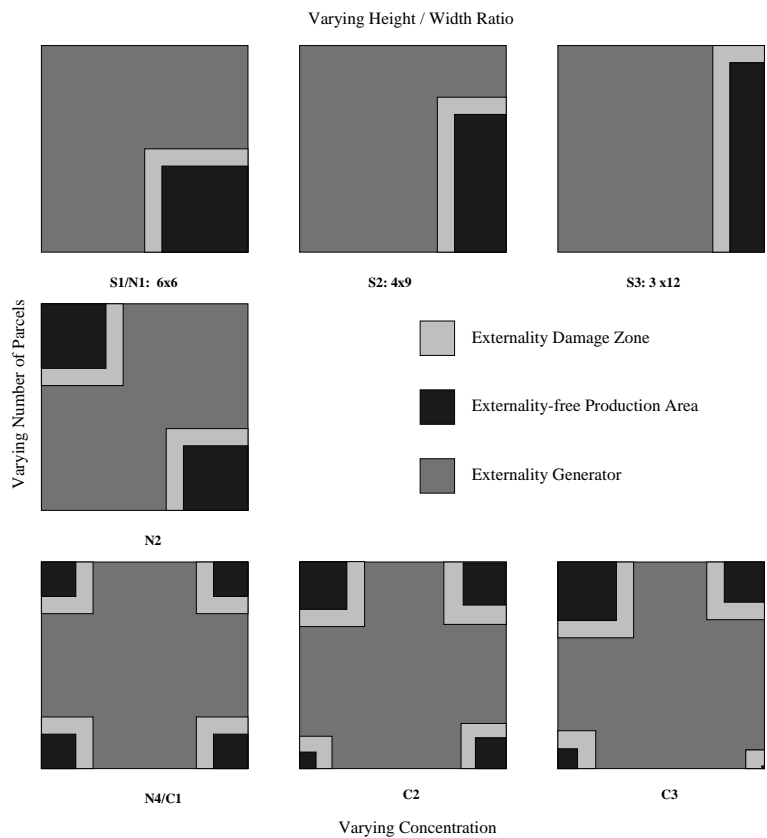 Varying Height / Width Ratio
S1/N1: 6x6
S2: 4x9
S3: 3 x12
Varying Number of Parcels
Externality Damage Zone
Externality-free Production Area
Externality Generator
N2
N4/C1
C2
C3
Varying Concentration